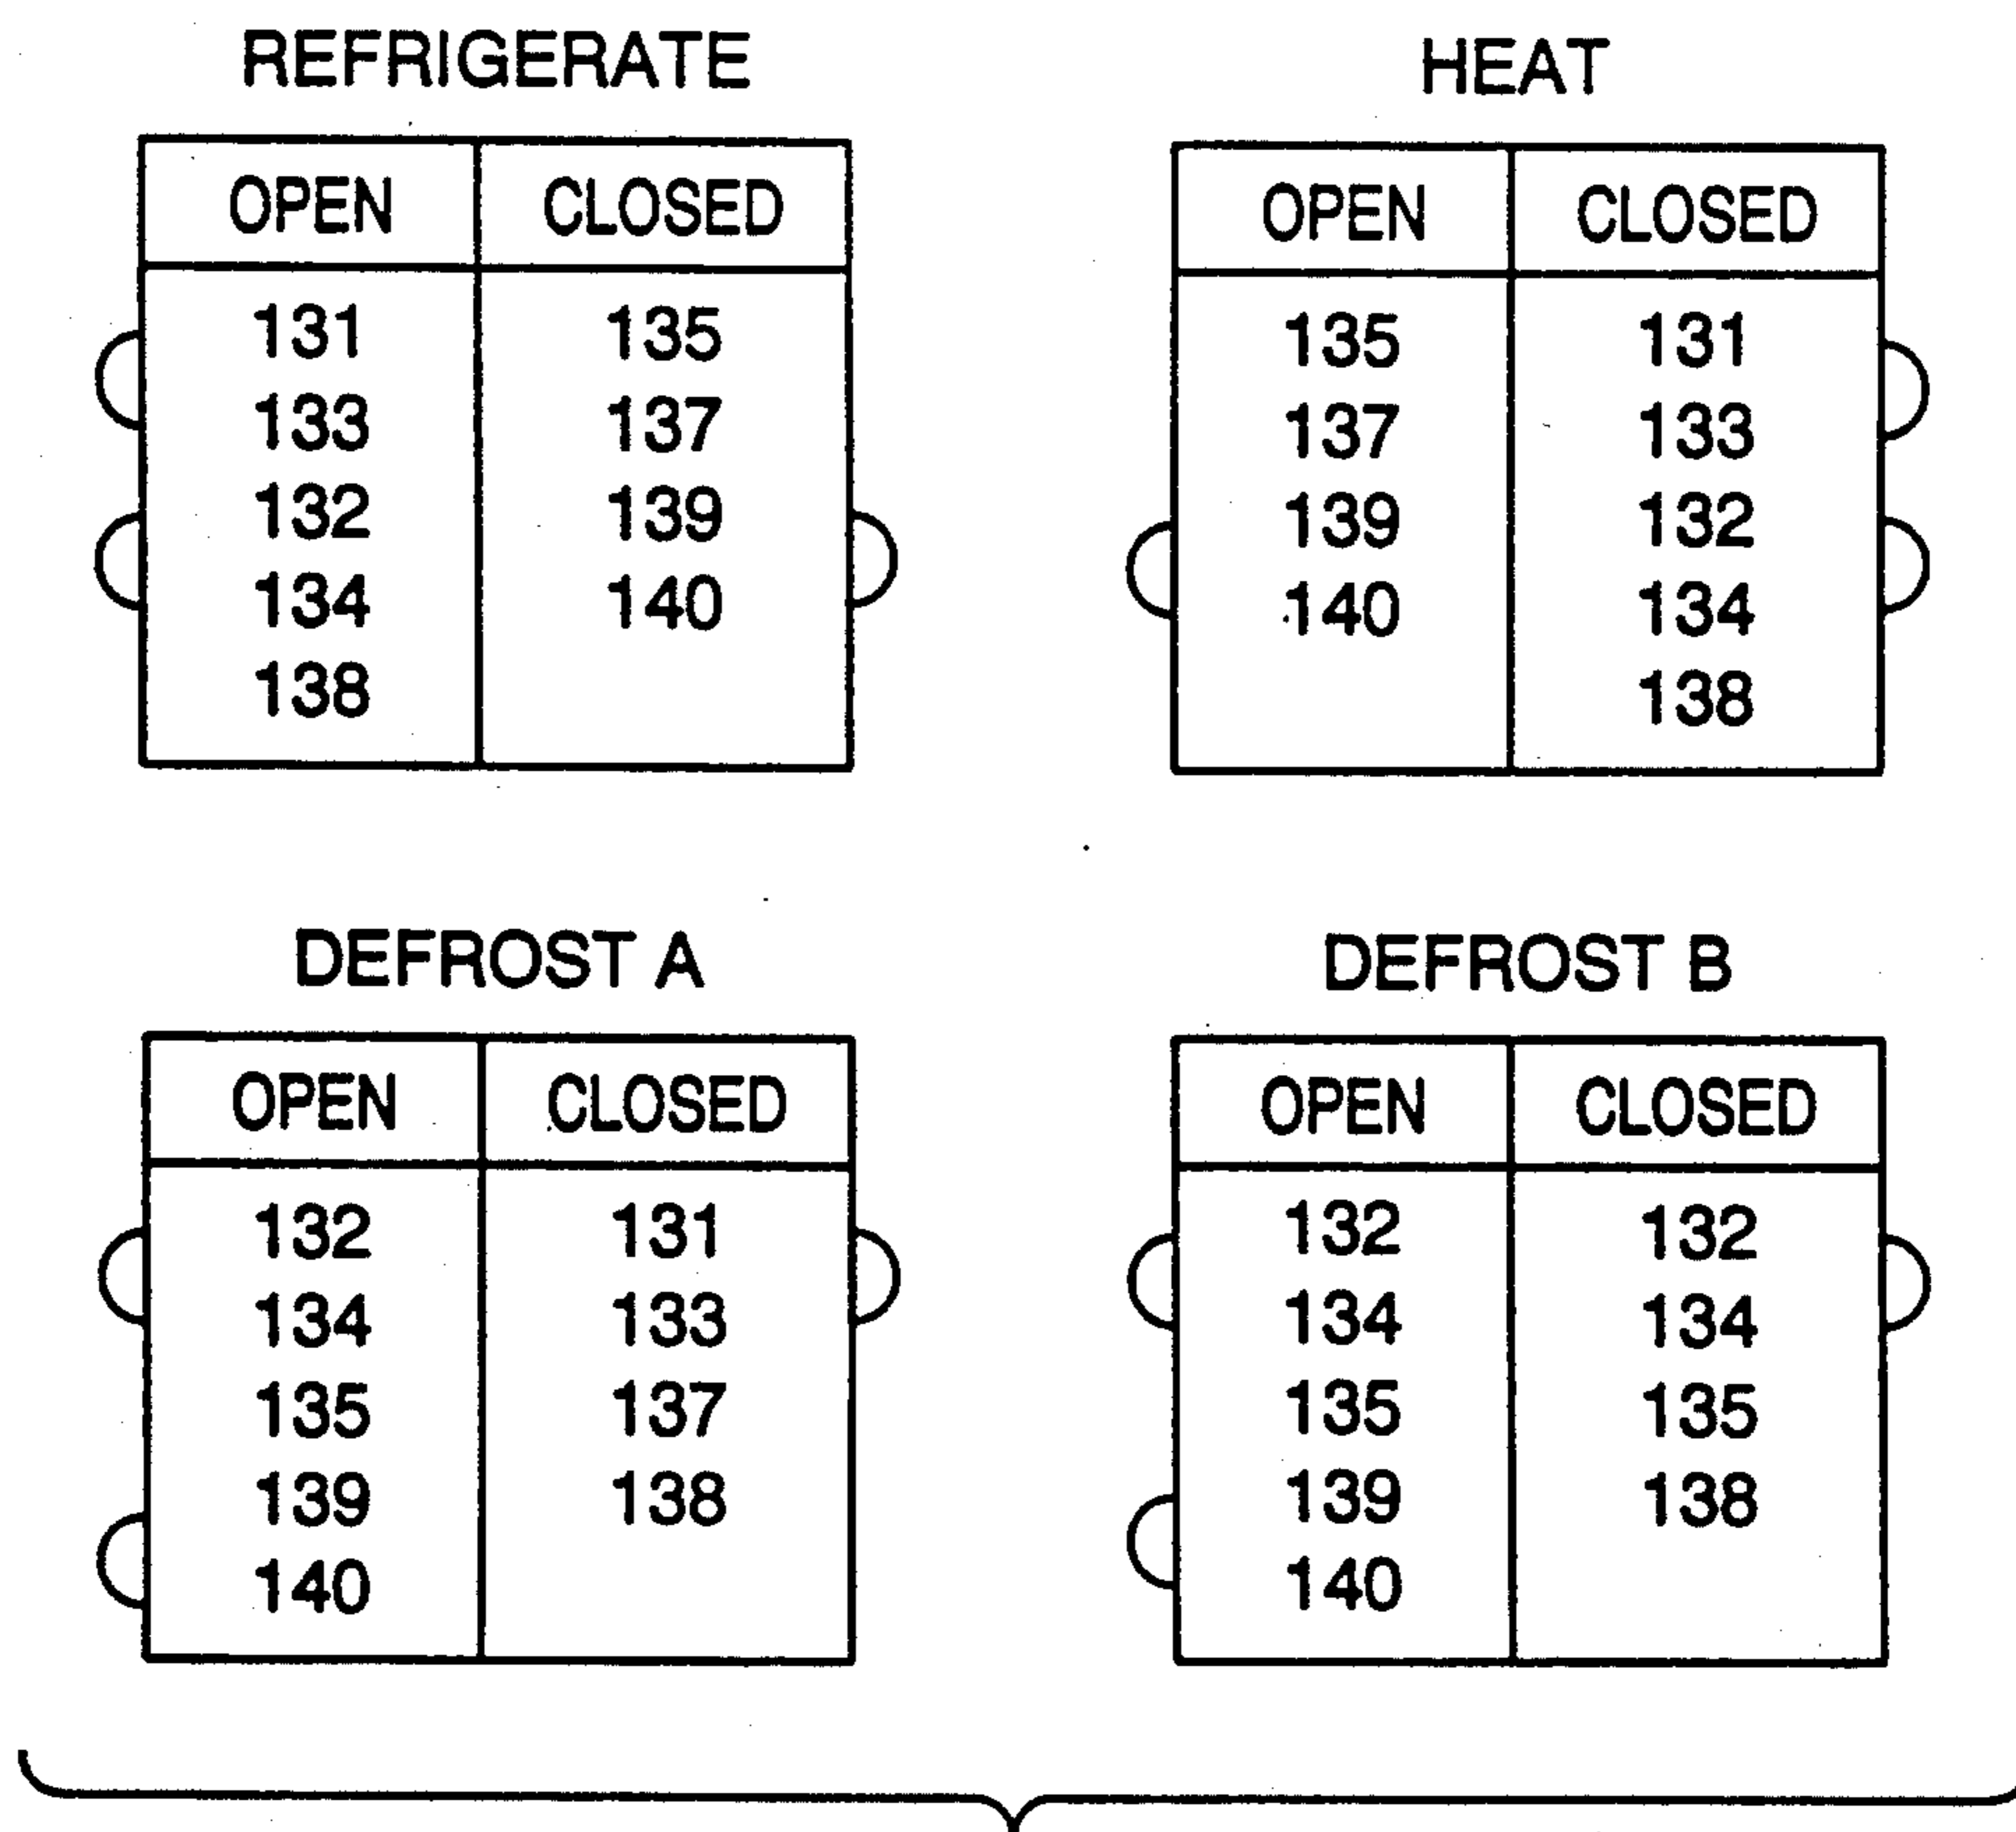 REFRIGERATE
OPEN CLOSED
131 135
133 137
132 139
134 140
138
HEAT
OPEN CLOSED
135 131
137 133
139 132
140 134
138
DEFROST A
OPEN CLOSED
132 131
134 133
135 137
139 138
140
DEFROST B
OPEN CLOSED
132 132
134 134
135 135
139 138
140